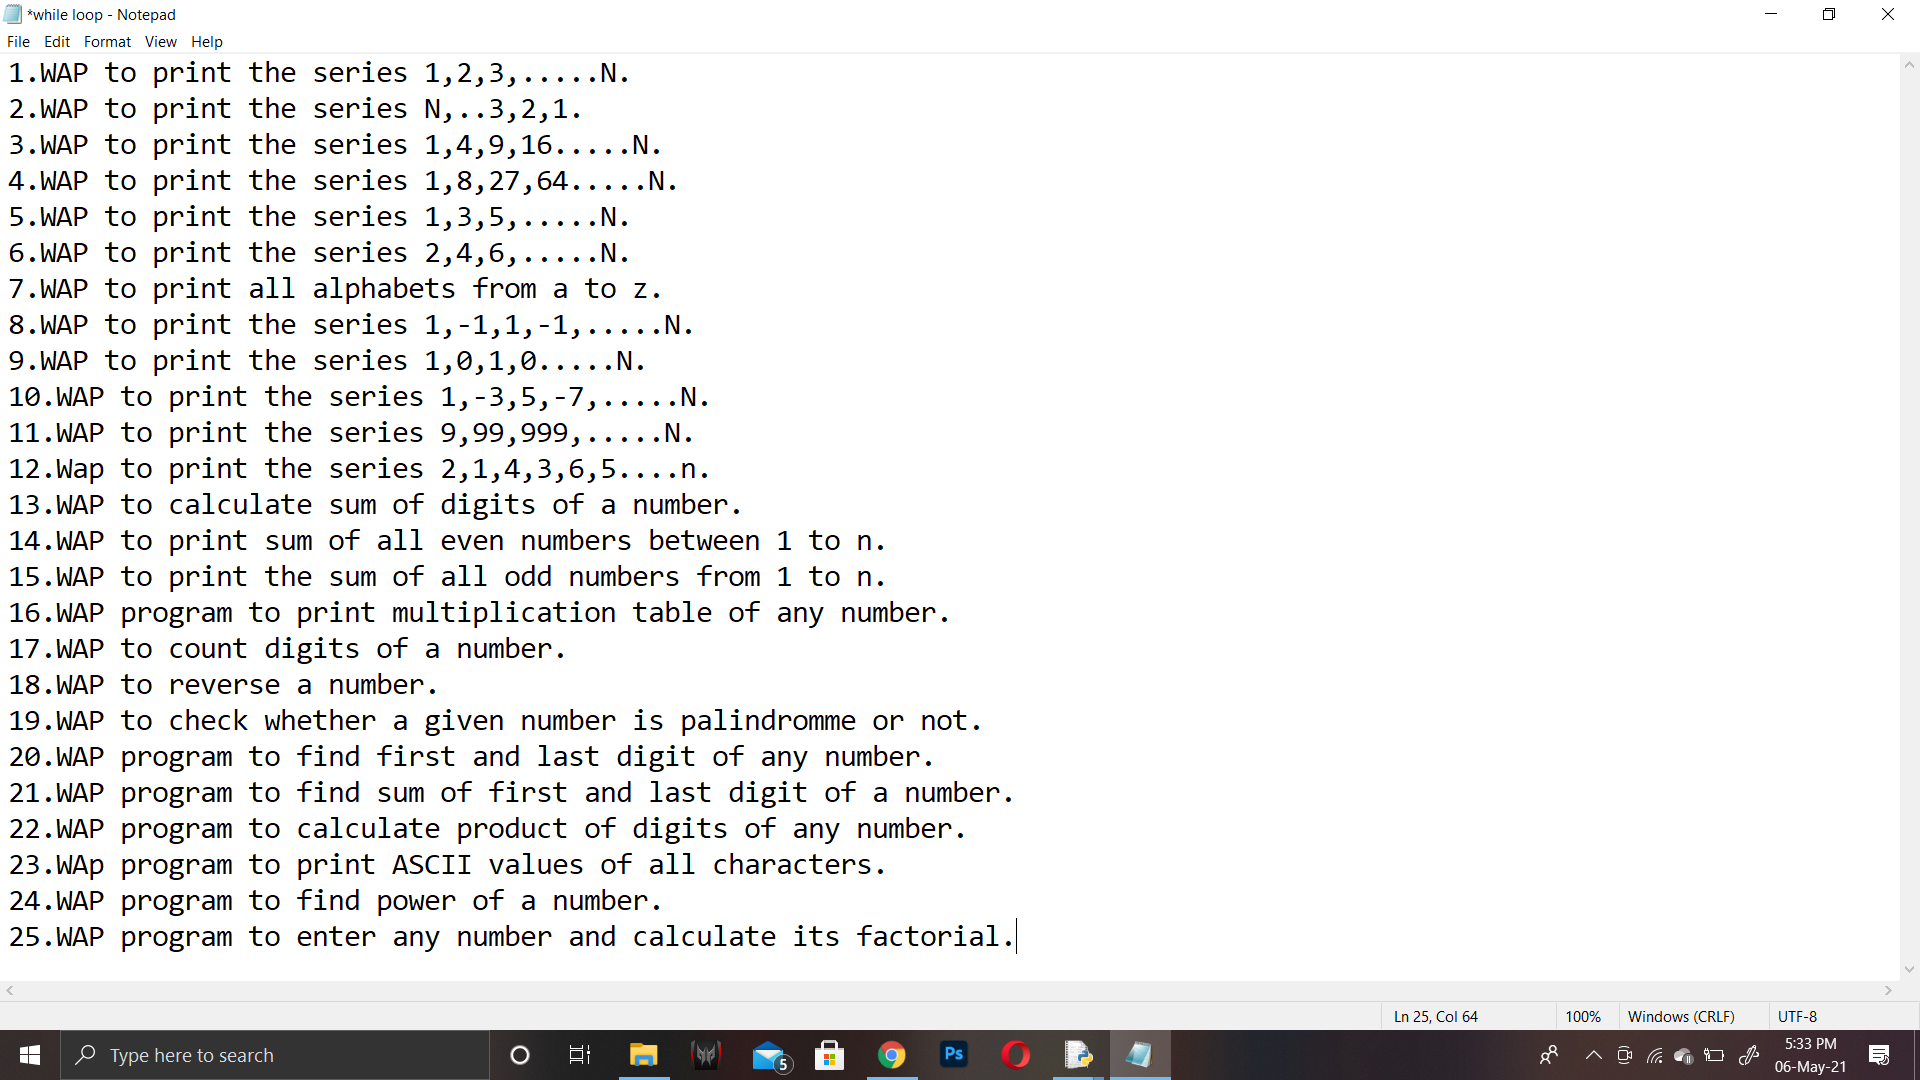 *while loop - Notepad
File Edit Format View Help
1.WAP to print the series 1,2,3,.....N.
2.WAP to print the series N,..3,2,1.
3.WAP to print the series 1,4,9,16.....N.
4.WAP to print the series 1,8,27,64.....N.
5.WAP to print the series 1,3,5,.....N.
6.WAP to print the series 2,4,6,.....N.
7.WAP to print all alphabets from a to z.
8.WAP to print the series 1,-1,1,-1,.....N.
9.WAP to print the series 1,0,1,0.....N.
10.WAP to print the series 1,-3,5,-7,.....N.
11.WAP to print the series 9,99,999,.....N.
12.Wap to print the series 2,1,4,3,6,5....n.
13.WAP to calculate sum of digits of a number.
14.WAP to print sum of all even numbers between 1 to n.
15.WAP to print the sum of all odd numbers from 1 to n.
16.WAP program to print multiplication table of any number.
17.WAP to count digits of a number.
18.WAP to reverse a number.
19.WAP to check whether a given number is palindromme or not.
20.WAP program to find first and last digit of any number.
21.WAP program to find sum of first and last digit of a number.
22.WAP program to calculate product of digits of any number.
23.WAp program to print ASCII values of all characters.
24.WAP program to find power of a number.
25.WAP program to enter any number and calculate its factorial.
Ln 25, Col 64 100% Windows (CRLF) UTF-8
Type here to search 5 Ps 5:33 PM
06-May-21